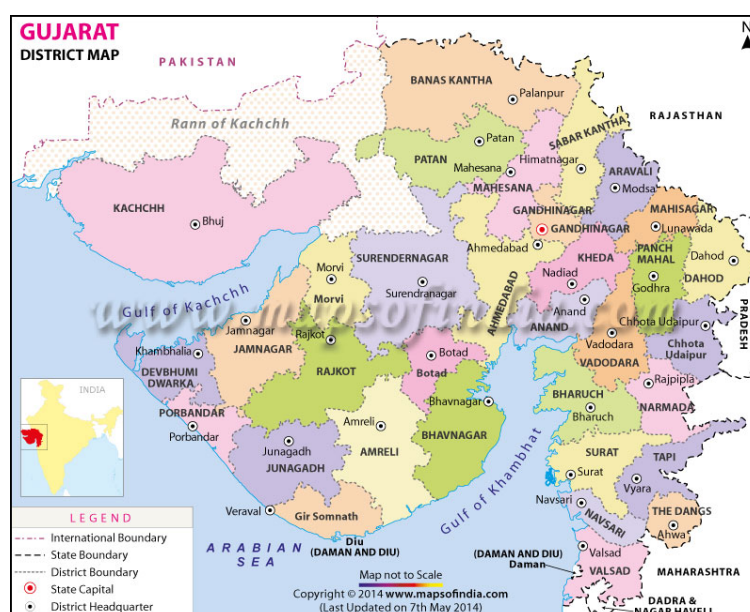 GUJARAT
DISTRICT MAP
N
PAKISTAN
BANAS KANTHA
Palanpur
RAJASTHAN
Rann of Kachchh
SABAR KANTHA
Patan
PATAN
Himatnagar
Mahesana
MAHESANA
ARAVALI
Modsa
KACHCHH
Bhuj
GANDHINAGAR
GANDHINAGAR
MAHISAGAR
Lunawada
Ahmedabad
SURENDERNAGAR
Surendranagar
KHEDA
Nadiad
PANCH
MAHAL
Godhra
Dahod
DAHOD
Morvi
Morvi
AHMEDABAD
Anand
ANAND
Gulf of Kachchh
www.mapsofindia.com
PRADESH
Jamnagar
JAMNAGAR
Rajkot
RAJKOT
Chhota Udaipur
Chhota
Udaipur
Vadodara
VADODARA
Khambhalia
DEVBHUMI
DWARKA
Botad
Botad
Rajpipla
NARMADA
INDIA
BHARUCH
Bharuch
PORBANDAR
Porbandar
Amreli
AMRELI
Bhavnagar
BHAVNAGAR
Junagadh
JUNAGADH
Gulf of Khambhat
SURAT
Surat
TAPI
Vyara
Veraval
Gir Somnath
Navsari
NAVSARI
THE DANGS
Ahwa
Diu
(DAMAN AND DIU)
ARABIAN
SEA
(DAMAN AND DIU)
Daman
Valsad
VALSAD
MAHARASHTRA
DADRA &
NAGAR HAVELI
LEGEND
International Boundary
State Boundary
District Boundary
State Capital
District Headquarter
Map not to Scale
Copyright © 2014 www.mapsofindia.com
(Last Updated on 7th May 2014)